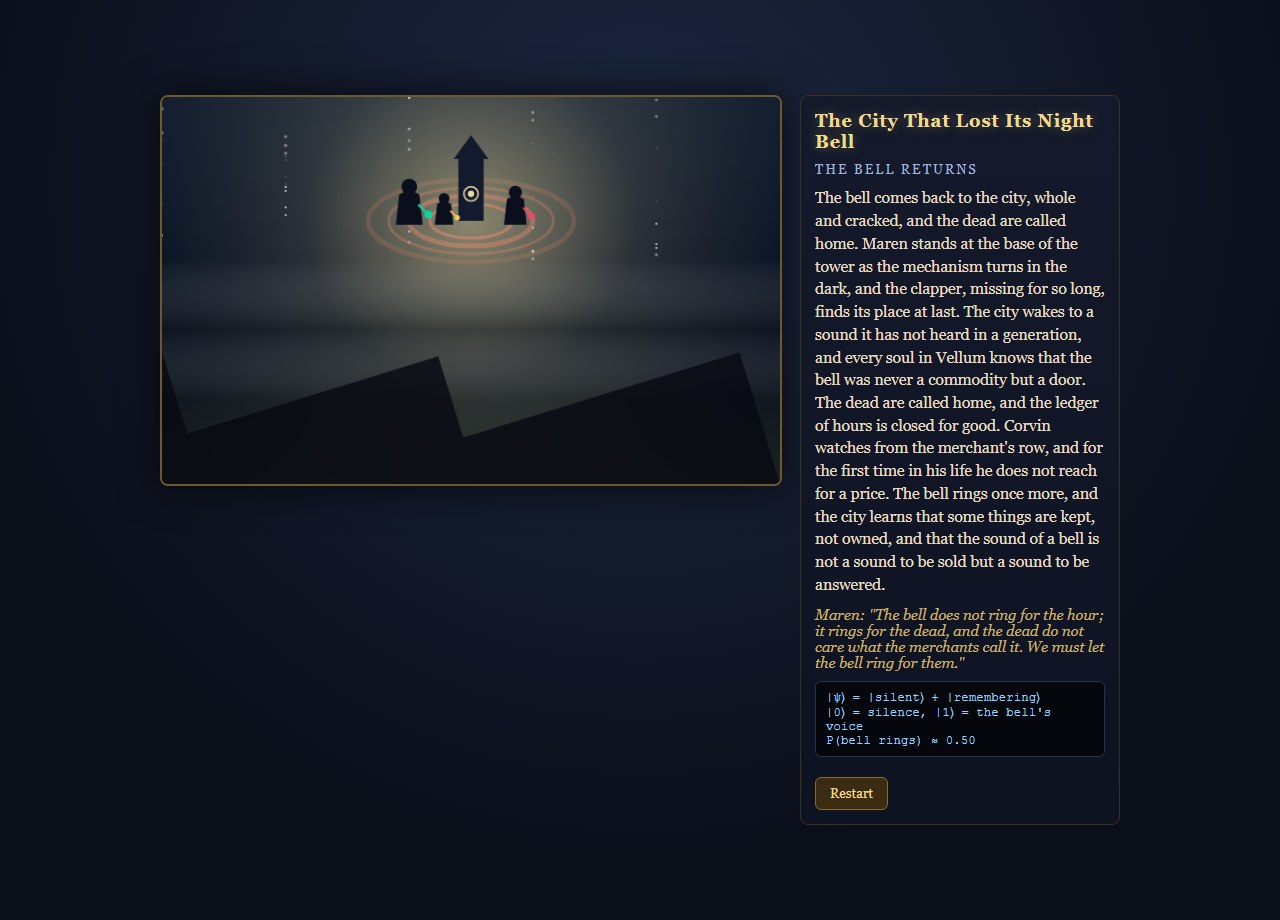 The City That Lost Its Night
Bell
THE BELL RETURNS
The bell comes back to the city, whole
and cracked, and the dead are called
home. Maren stands at the base of the
tower as the mechanism turns in the
dark, and the clapper, missing for so long,
finds its place at last. The city wakes to a
sound it has not heard in a generation,
and every soul in Vellum knows that the
bell was never a commodity but a door.
The dead are called home, and the ledger
of hours is closed for good. Corvin
watches from the merchant's row, and for
the first time in his life he does not reach
for a price. The bell rings once more, and
the city learns that some things are kept,
not owned, and that the sound of a bell is
not a sound to be sold but a sound to be
answered.
Maren: "The bell does not ring for the hour;
it rings for the dead, and the dead do not
care what the merchants call it. We must let
the bell ring for them."
|ψ⟩ = |silent⟩ + |remembering⟩
|0⟩ = silence, |1⟩ = the bell's
voice
P(bell rings) ≈ 0.50
Restart